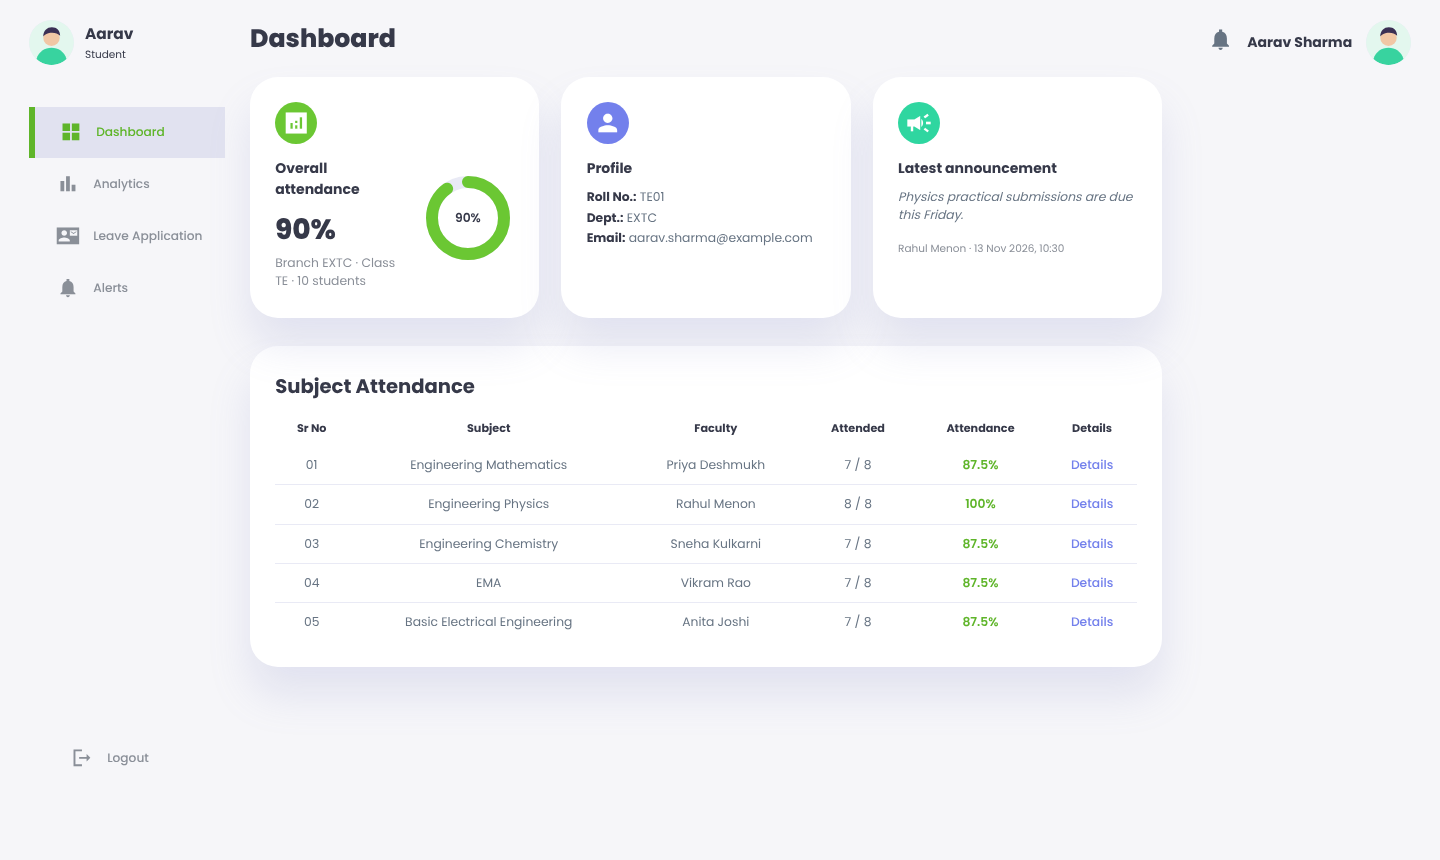 Aarav
Student
Dashboard
Aarav Sharma
Dashboard
Analytics
Leave Application
Alerts
Logout
Overall
attendance
90%
Branch EXTC · Class
TE · 10 students
90%
Profile
Roll No.: TE01
Dept.: EXTC
Email: aarav.sharma@example.com
Latest announcement
Physics practical submissions are due
this Friday.
Rahul Menon · 13 Nov 2026, 10:30
Subject Attendance
Sr No Subject Faculty Attended Attendance Details
01 Engineering Mathematics Priya Deshmukh 7 / 8 87.5% Details
02 Engineering Physics Rahul Menon 8 / 8 100% Details
03 Engineering Chemistry Sneha Kulkarni 7 / 8 87.5% Details
04 EMA Vikram Rao 7 / 8 87.5% Details
05 Basic Electrical Engineering Anita Joshi 7 / 8 87.5% Details